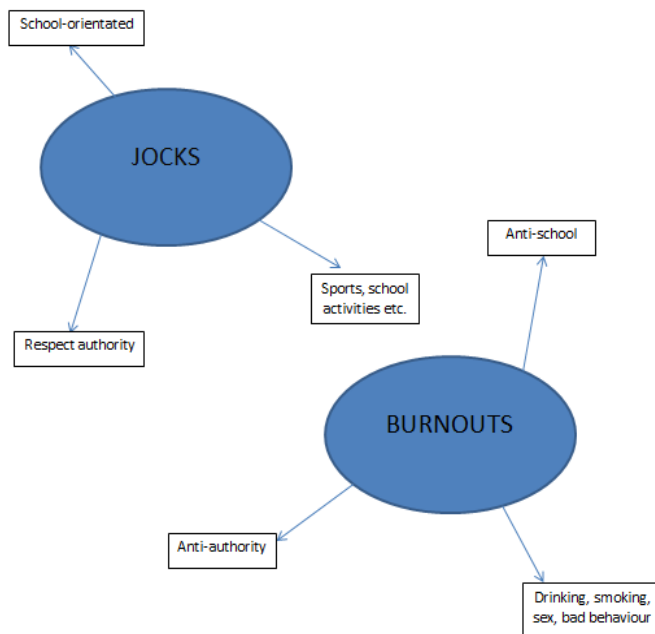 School-orientated
JOCKS
Anti-school
Sports, school
activities etc.
Respect authority
BURNOUTS
Anti-authority
Drinking, smoking,
sex, bad behaviour